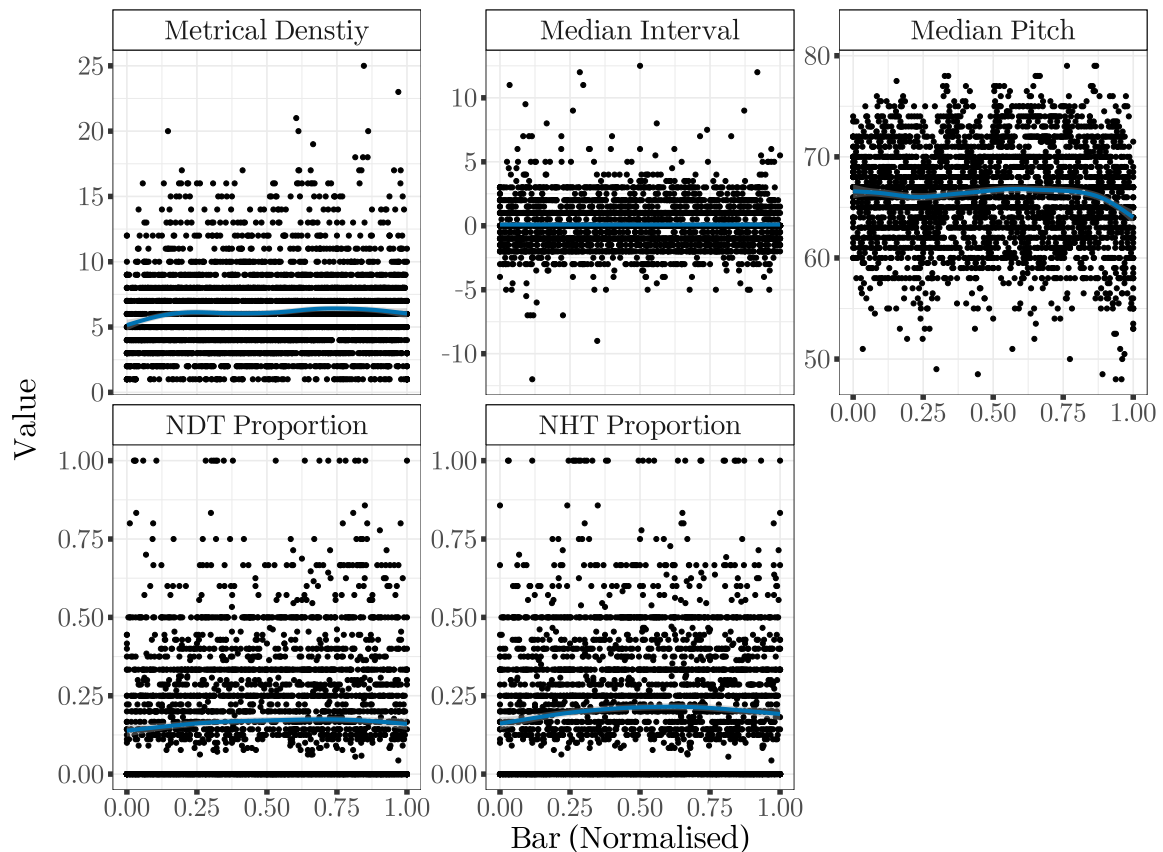 Metrical Denstiy
Median Interval
Median Pitch
25
20
15
10
5
0
10
5
0
-5
-10
80
70
60
50
0.00 0.25 0.50 0.75 1.00
Value
NDT Proportion
NHT Proportion
1.00
0.75
0.50
0.25
0.00
1.00
0.75
0.50
0.25
0.00
0.00 0.25 0.50 0.75 1.00
0.00 0.25 0.50 0.75 1.00
Bar (Normalised)